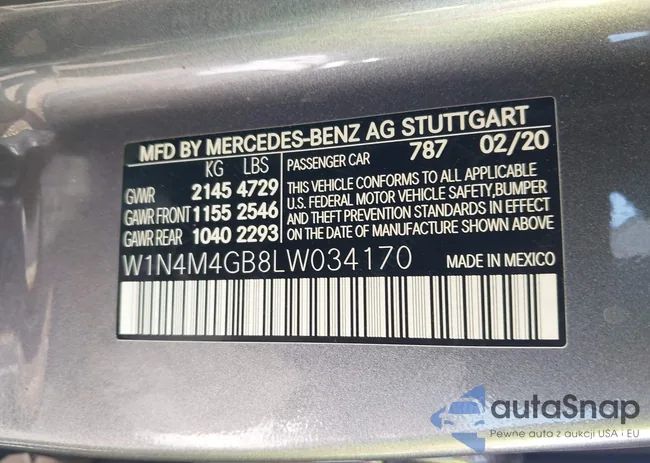 MFD BY MERCEDES-BENZ AG STUTTGART
KG LBS
GVWR 2145 4729
GAWR FRONT 1155 2546
GAWR REAR 1040 2293
PASSENGER CAR 787 02/20
THIS VEHICLE CONFORMS TO ALL APPLICABLE
U.S. FEDERAL MOTOR VEHICLE SAFETY,BUMPER
AND THEFT PREVENTION STANDARDS IN EFFECT
ON THE DATE OF MANUFACTURE SHOWN ABOVE
W1N4M4GB8LW034170 MADE IN MEXICO
autoSnap
Pewne auta z aukcji USA i EU